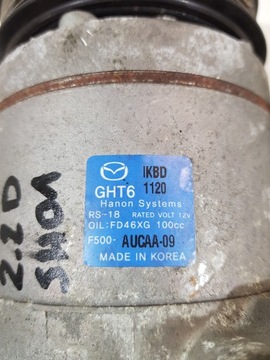 IKBD
GHT6 1120
Hanon Systems
RS-18 RATED VOLT 12V
OIL:FD46XG 100cc
F500- AUCAA-09
MADE IN KOREA
2.2D